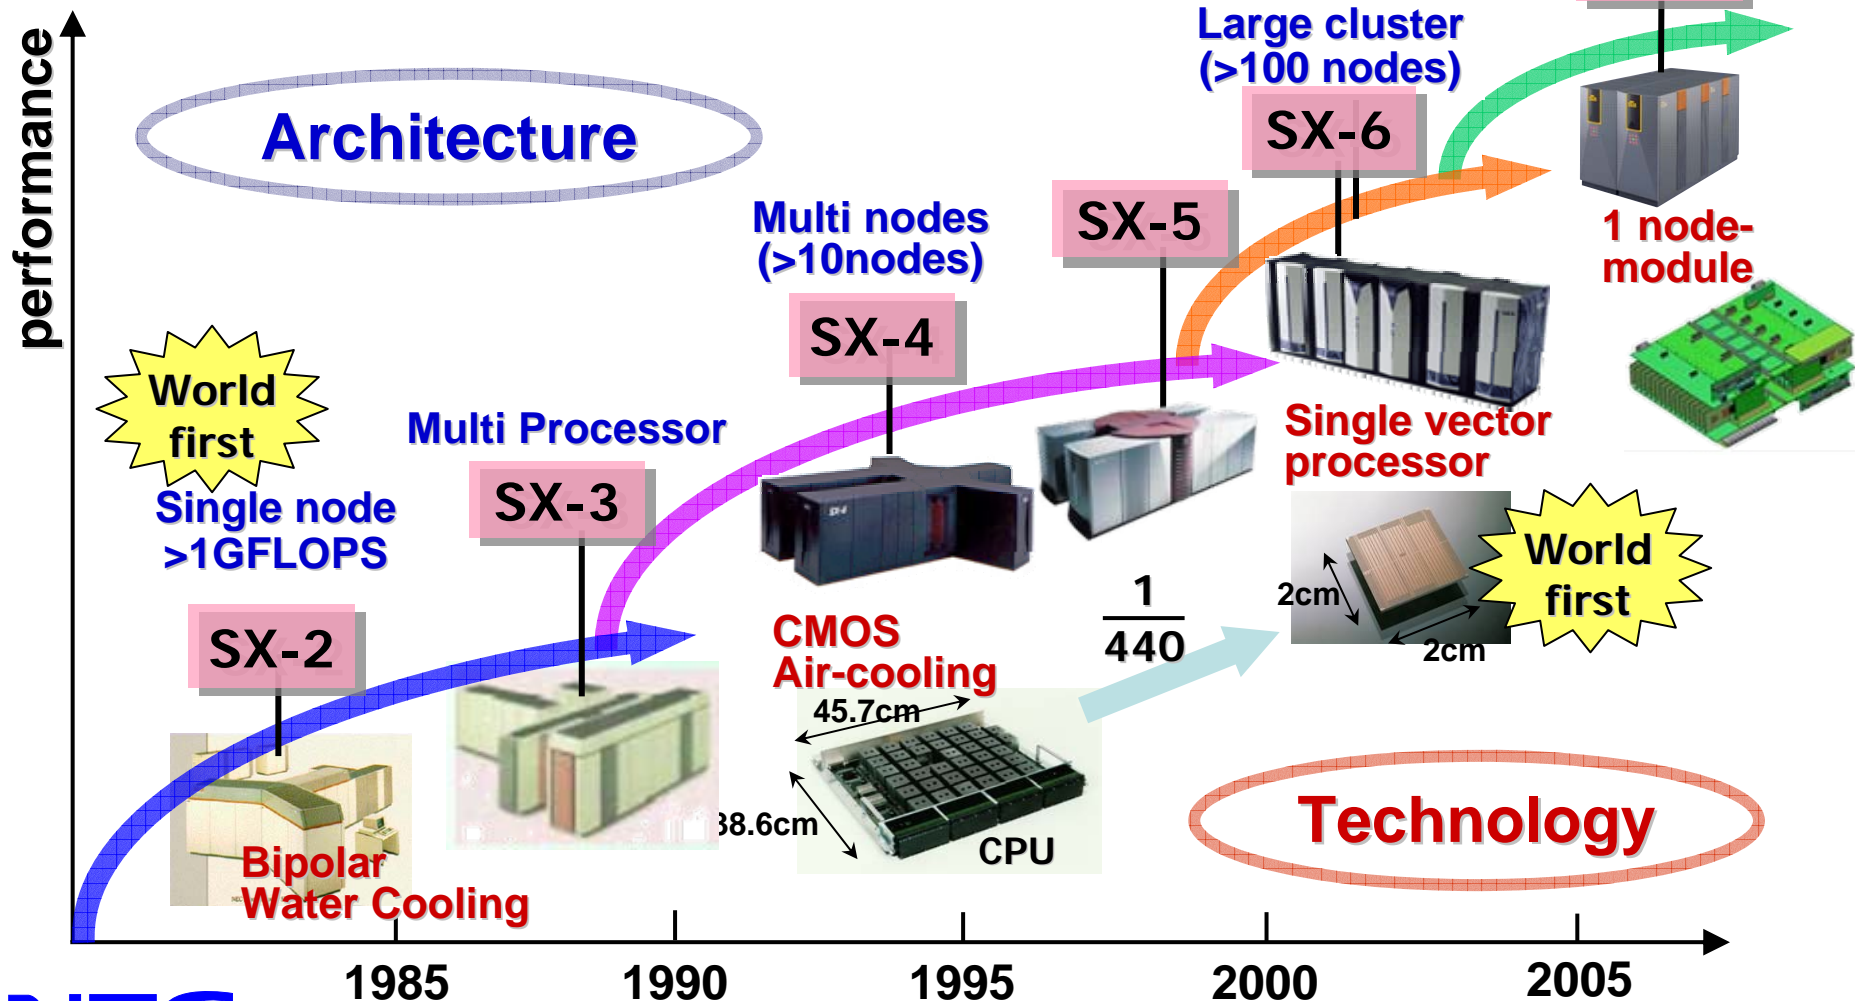 performance
Architecture
Large cluster
(>100 nodes)
SX-6
SX-5
Multi nodes
(>10nodes)
SX-4
1 node-
module
World
first
Multi Processor
SX-3
Single node
>1GFLOPS
SX-2
Single vector
processor
2cm
2cm
World
first
1
440
CMOS
Air-cooling
45.7cm
CPU
Technology
Bipolar
Water Cooling
1985
1990
1995
2000
2005